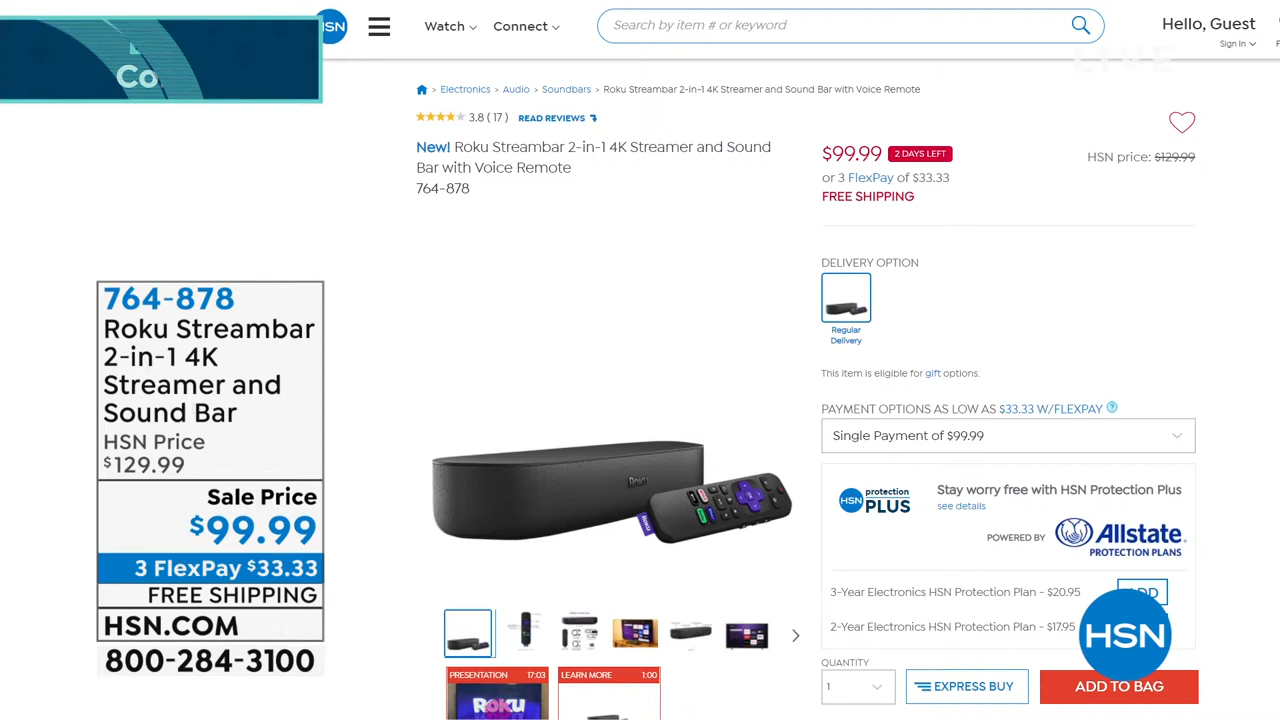 Co
HSN
Watch
Connect
Search by item # or keyword
Hello, Guest
Sign In
LIVE
Electronics > Audio > Soundbars > Roku Streambar 2-in-1 4K Streamer and Sound Bar with Voice Remote
3.8 (17) READ REVIEWS
New! Roku Streambar 2-in-1 4K Streamer and Sound
Bar with Voice Remote
764-878
$99.99 2 DAYS LEFT
HSN price: $129.99
or 3 FlexPay of $33.33
FREE SHIPPING
DELIVERY OPTION
Regular
Delivery
This item is eligible for gift options.
PAYMENT OPTIONS AS LOW AS $33.33 W/FLEXPAY ?
Single Payment of $99.99
HSN protection
PLUS
Stay worry free with HSN Protection Plus
see details
POWERED BY Allstate
PROTECTION PLANS
3-Year Electronics HSN Protection Plan - $20.95
2-Year Electronics HSN Protection Plan - $17.95
HSN
QUANTITY
1
EXPRESS BUY
ADD TO BAG
764-878
Roku Streambar
2-in-1 4K
Streamer and
Sound Bar
HSN Price
$129.99
Sale Price
$99.99
3 FlexPay $33.33
FREE SHIPPING
HSN.COM
800-284-3100
Roku
Roku
PRESENTATION 17:03
LEARN MORE 1:00
Roku